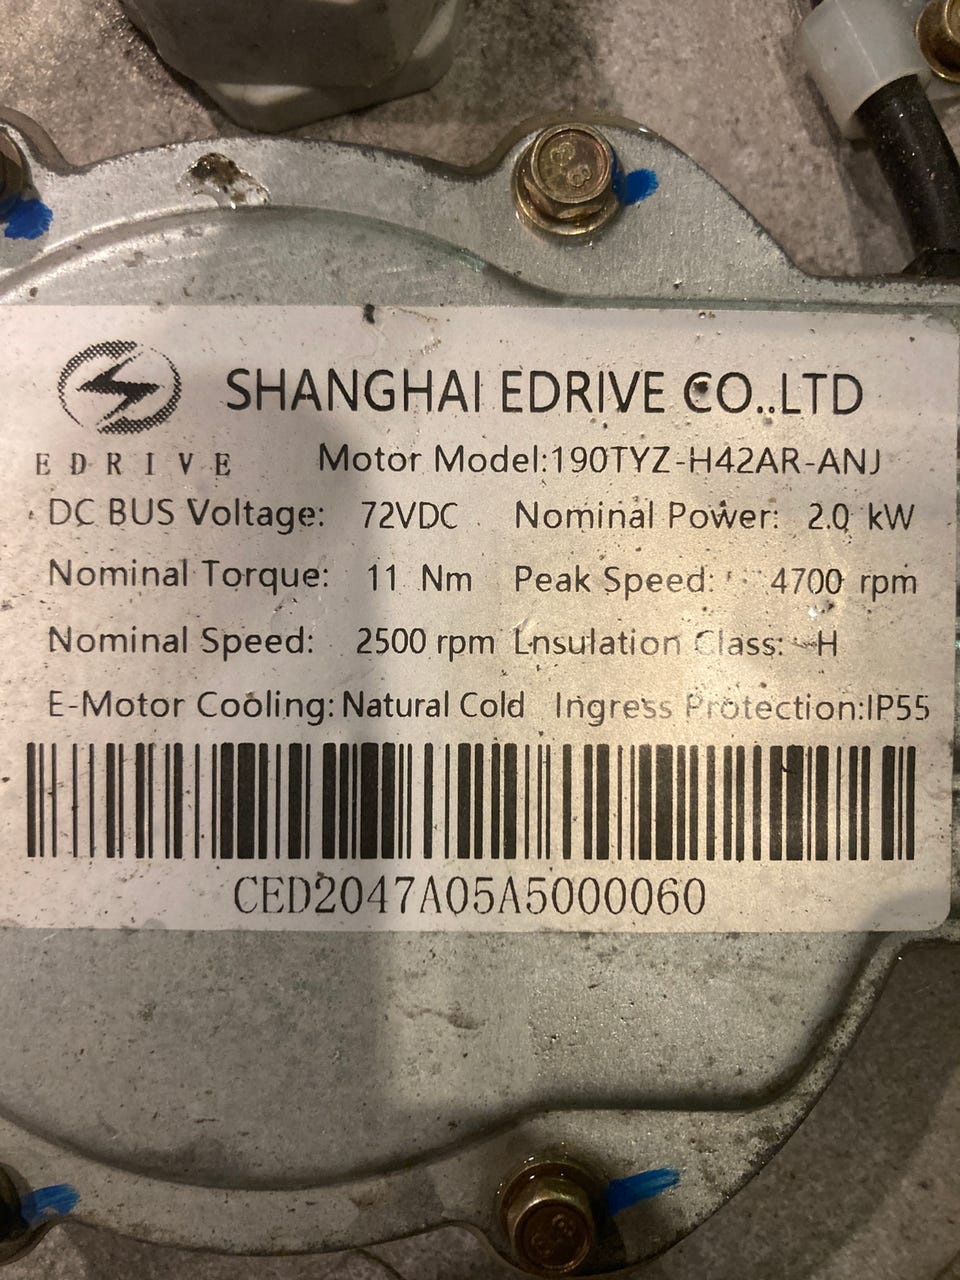 SHANGHAI EDRIVE CO..LTD
EDRIVE
Motor Model:190TYZ-H42AR-ANJ
DC BUS Voltage: 72VDC Nominal Power: 2.0 kW
Nominal Torque: 11 Nm Peak Speed: 4700 rpm
Nominal Speed: 2500 rpm Lnsulation Class: H
E-Motor Cooling: Natural Cold Ingress Protection:IP55
CED2047A05A5000060